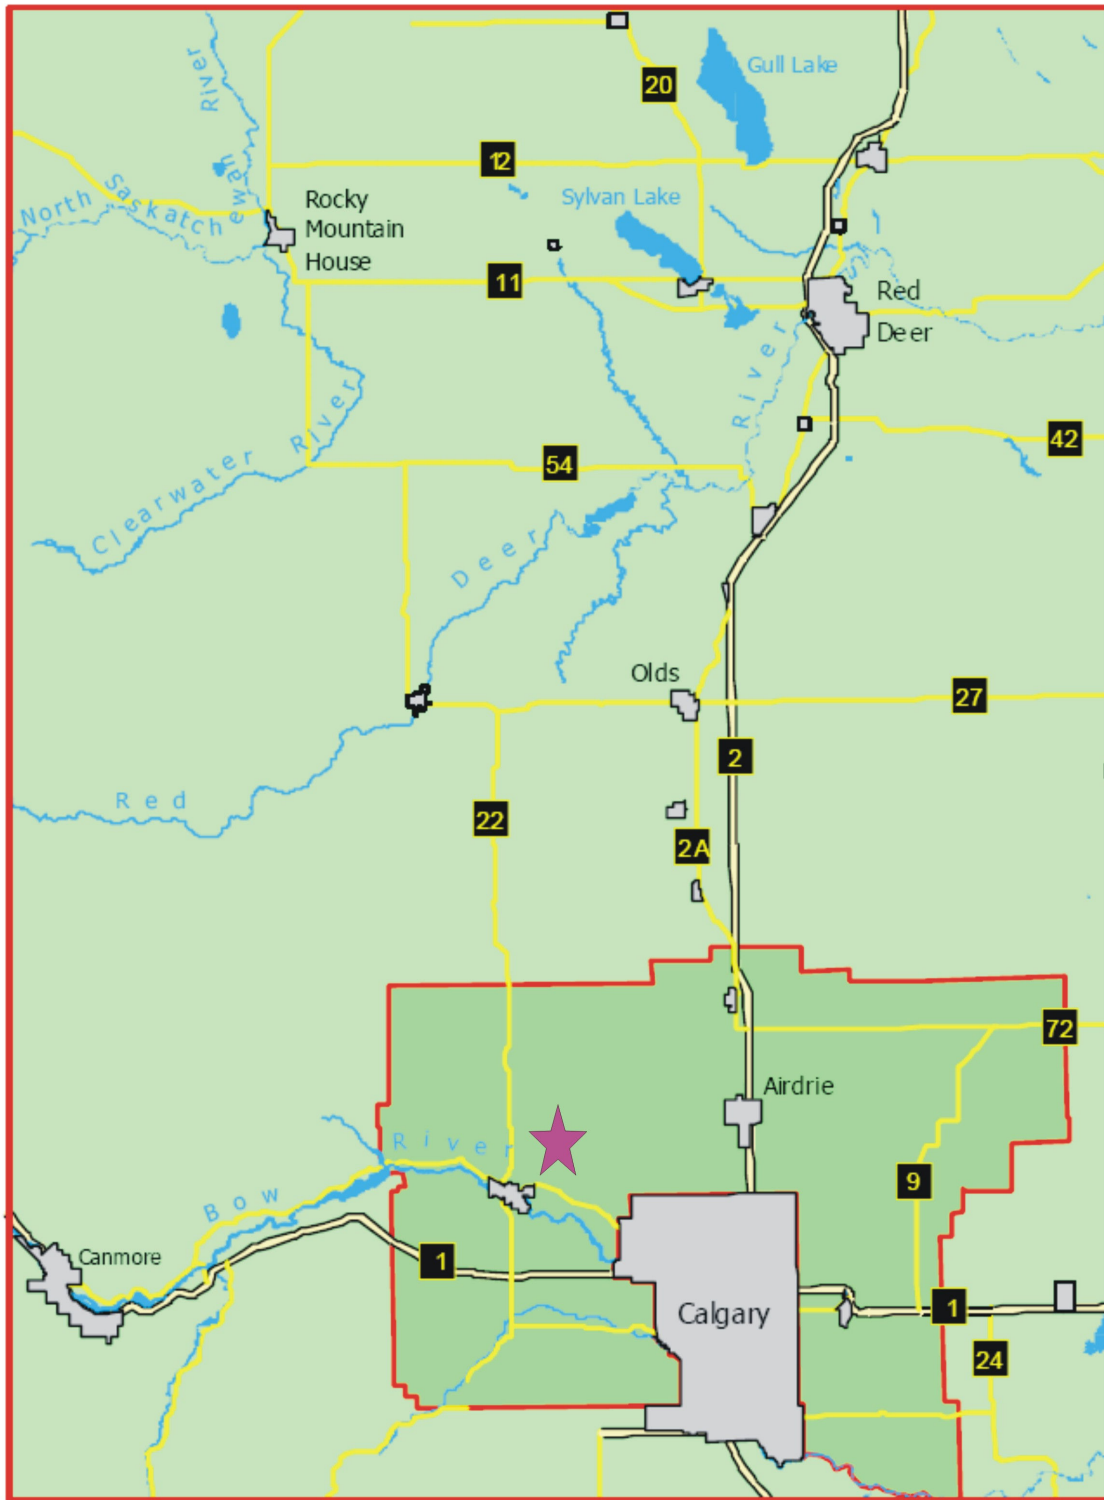 Gull Lake
20
River
12
North Saskatchewan
Sylvan Lake
Rocky
Mountain
House
11
Red
Deer
River
42
54
Clearwater River
Deer
Olds
27
2
Red
22
2A
72
Airdrie
River
9
Bow
Canmore
1
1
Calgary
24